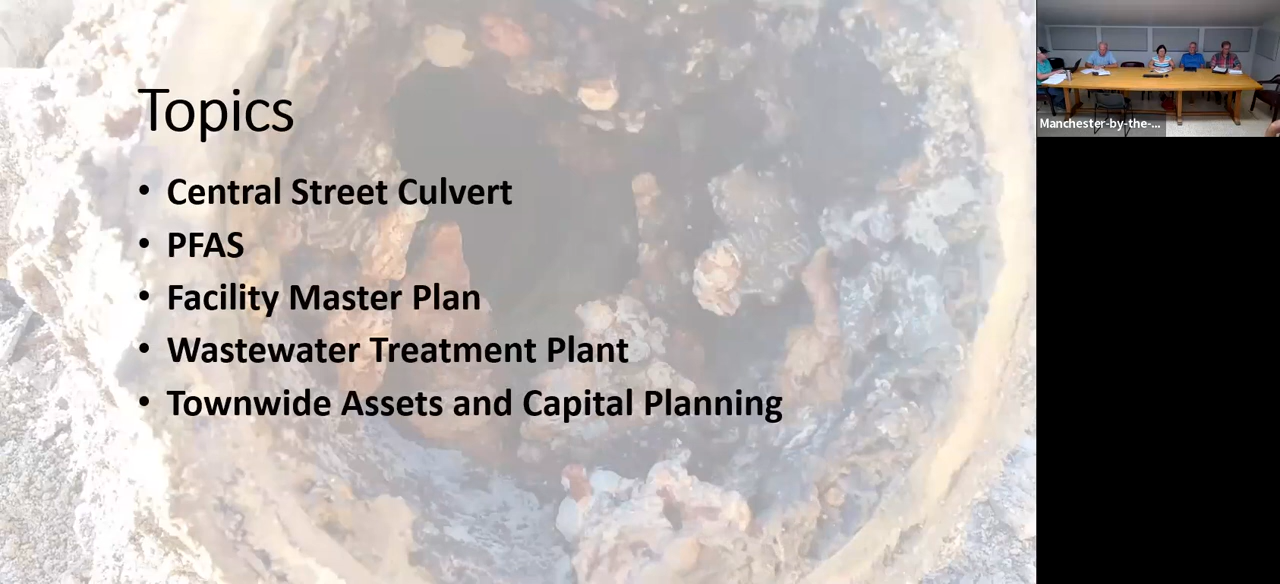 Topics
• Central Street Culvert
• PFAS
• Facility Master Plan
• Wastewater Treatment Plant
• Townwide Assets and Capital Planning
Manchester-by-the-...